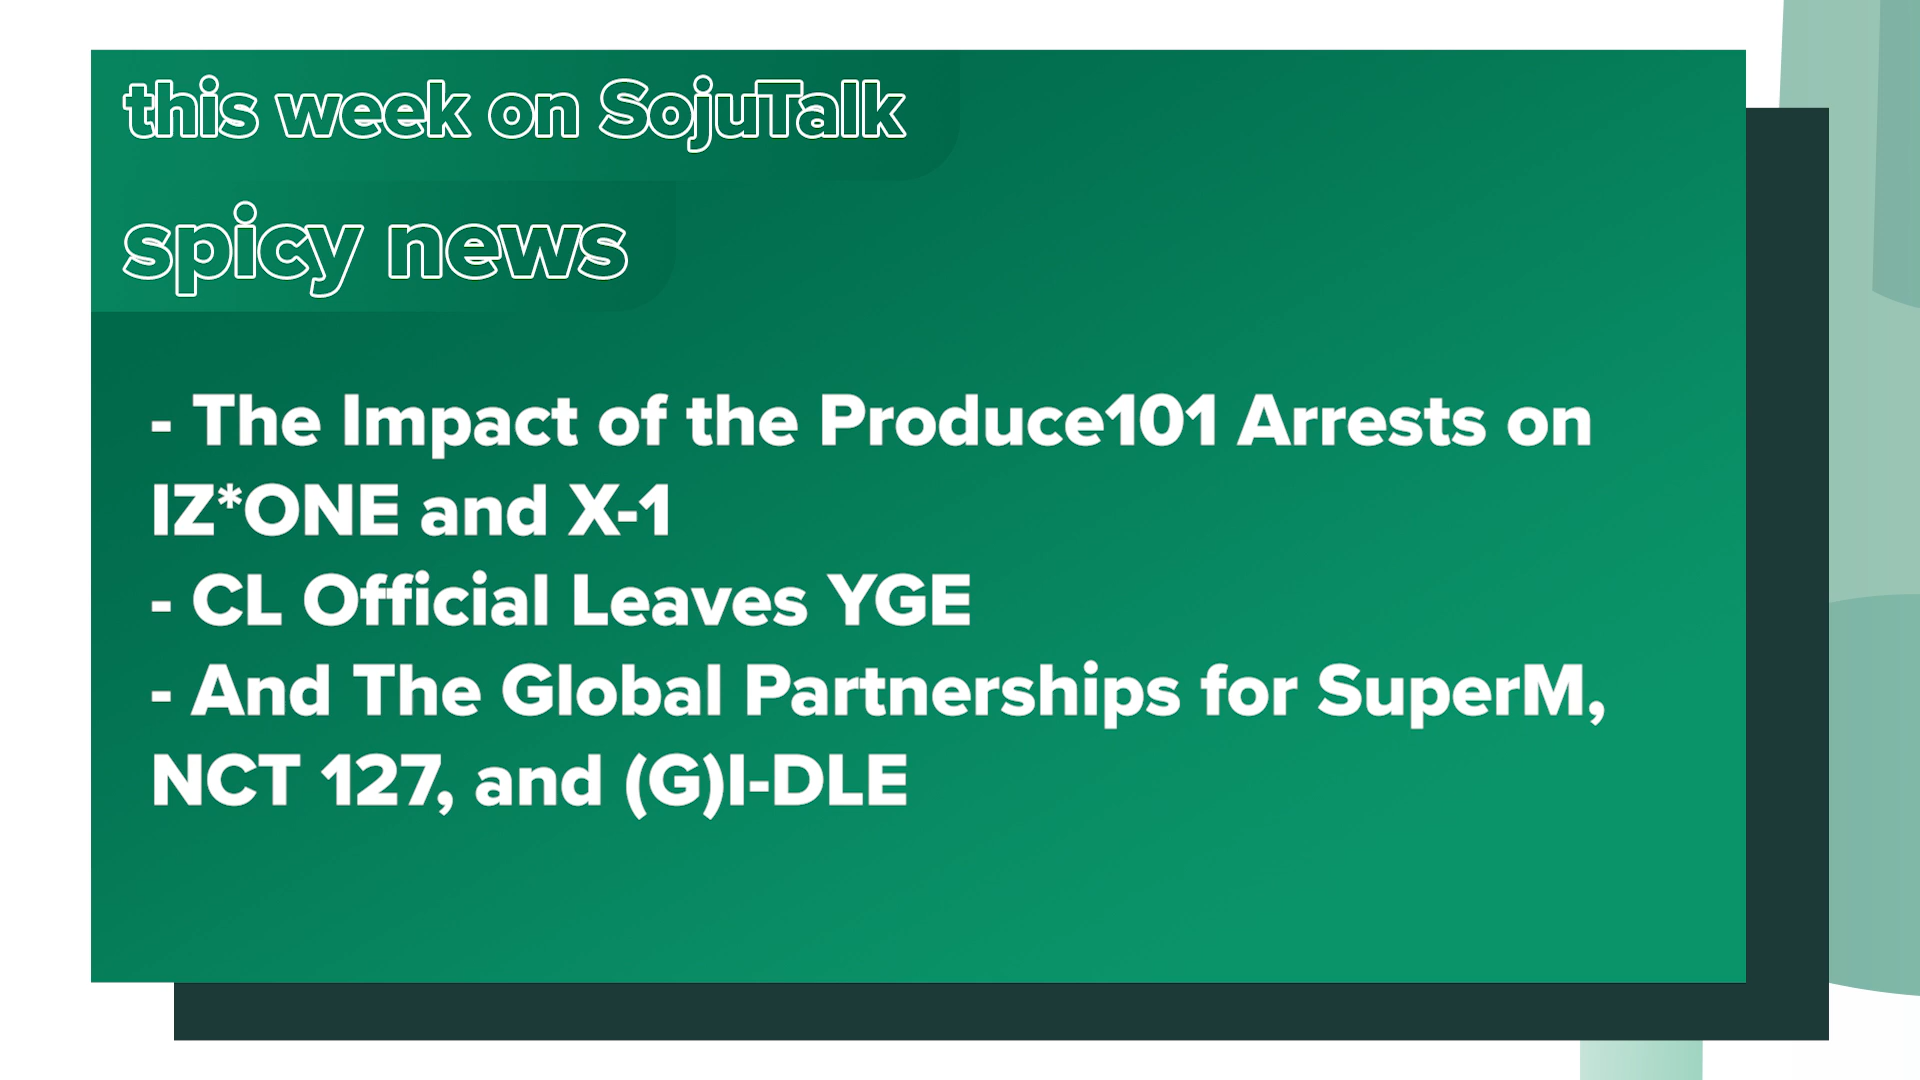 this week on SojuTalk
spicy news
- The Impact of the Produce101 Arrests on
IZ*ONE and X-1
- CL Official Leaves YGE
- And The Global Partnerships for SuperM,
NCT 127, and (G)I-DLE